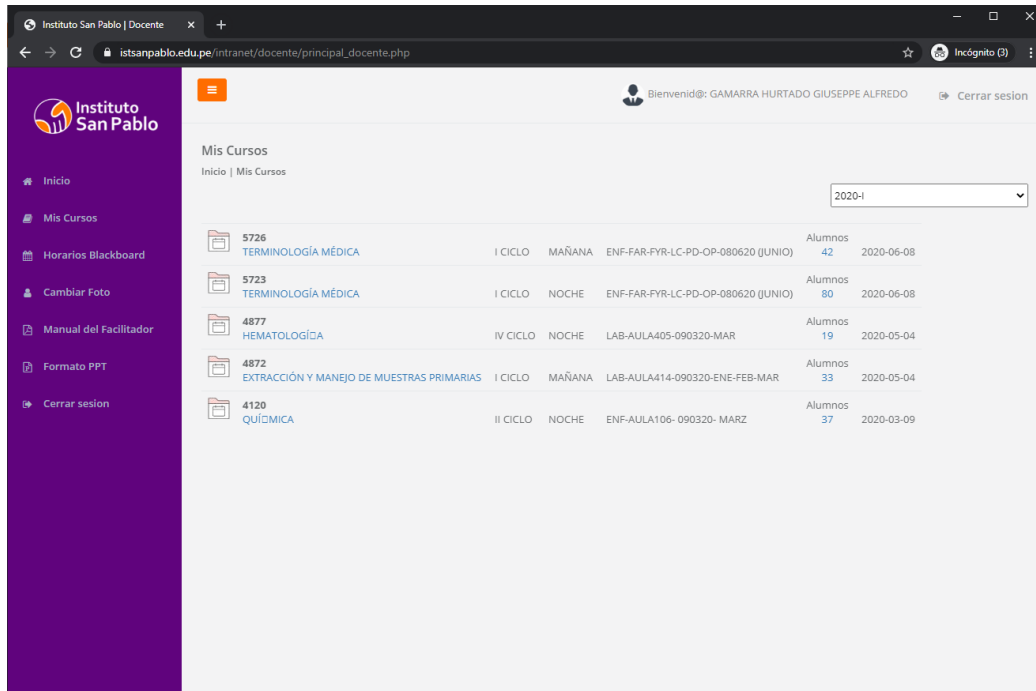 Instituto San Pablo | Docente
istsanpablo.edu.pe/intranet/docente/principal_docente.php
Incógnito (3)
Instituto
San Pablo
Inicio
Mis Cursos
Horarios Blackboard
Cambiar Foto
Manual del Facilitador
Formato PPT
Cerrar sesion
Bienvenid@: GAMARRA HURTADO GIUSEPPE ALFREDO
Cerrar sesion
Mis Cursos
Inicio | Mis Cursos
2020-I
5726 Alumnos
TERMINOLOGÍA MÉDICA I CICLO MAÑANA ENF-FAR-FYR-LC-PD-OP-080620 (JUNIO) 42 2020-06-08
5723 Alumnos
TERMINOLOGÍA MÉDICA I CICLO NOCHE ENF-FAR-FYR-LC-PD-OP-080620 (JUNIO) 80 2020-06-08
4877 Alumnos
HEMATOLOGÍ□A IV CICLO NOCHE LAB-AULA405-090320-MAR 19 2020-05-04
4872 Alumnos
EXTRACCIÓN Y MANEJO DE MUESTRAS PRIMARIAS I CICLO MAÑANA LAB-AULA414-090320-ENE-FEB-MAR 33 2020-05-04
4120 Alumnos
QUÍ□MICA II CICLO NOCHE ENF-AULA106- 090320- MARZ 37 2020-03-09